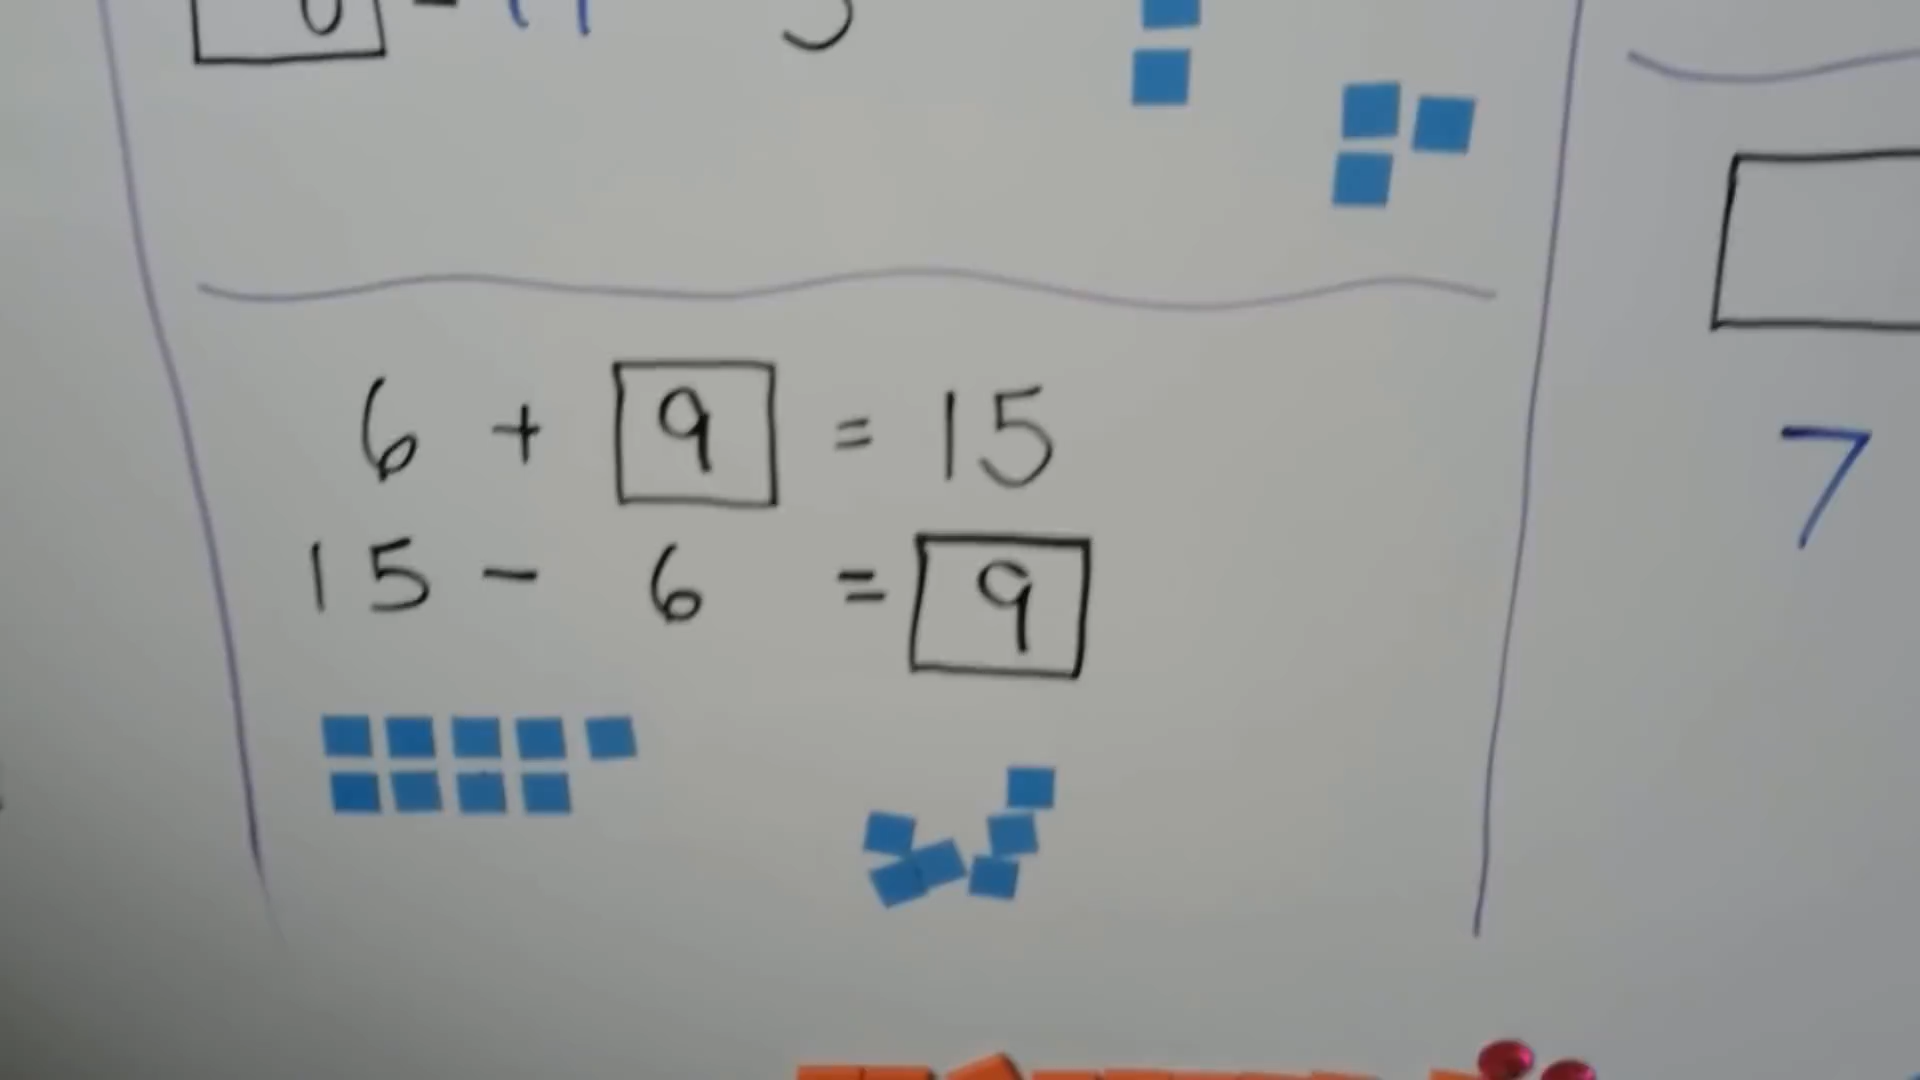 6 + 9 = 15
15 - 6 = 9
7